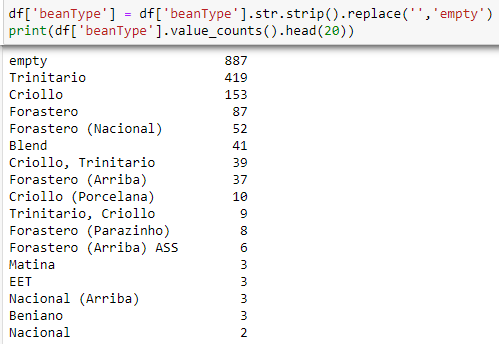 df['beanType'] = df['beanType'].str.strip().replace('','empty')
print(df['beanType'].value_counts().head(20))
empty 887
Trinitario 419
Criollo 153
Forastero 87
Forastero (Nacional) 52
Blend 41
Criollo, Trinitario 39
Forastero (Arriba) 37
Criollo (Porcelana) 10
Trinitario, Criollo 9
Forastero (Parazinho) 8
Forastero (Arriba) ASS 6
Matina 3
EET 3
Nacional (Arriba) 3
Beniano 3
Nacional 2